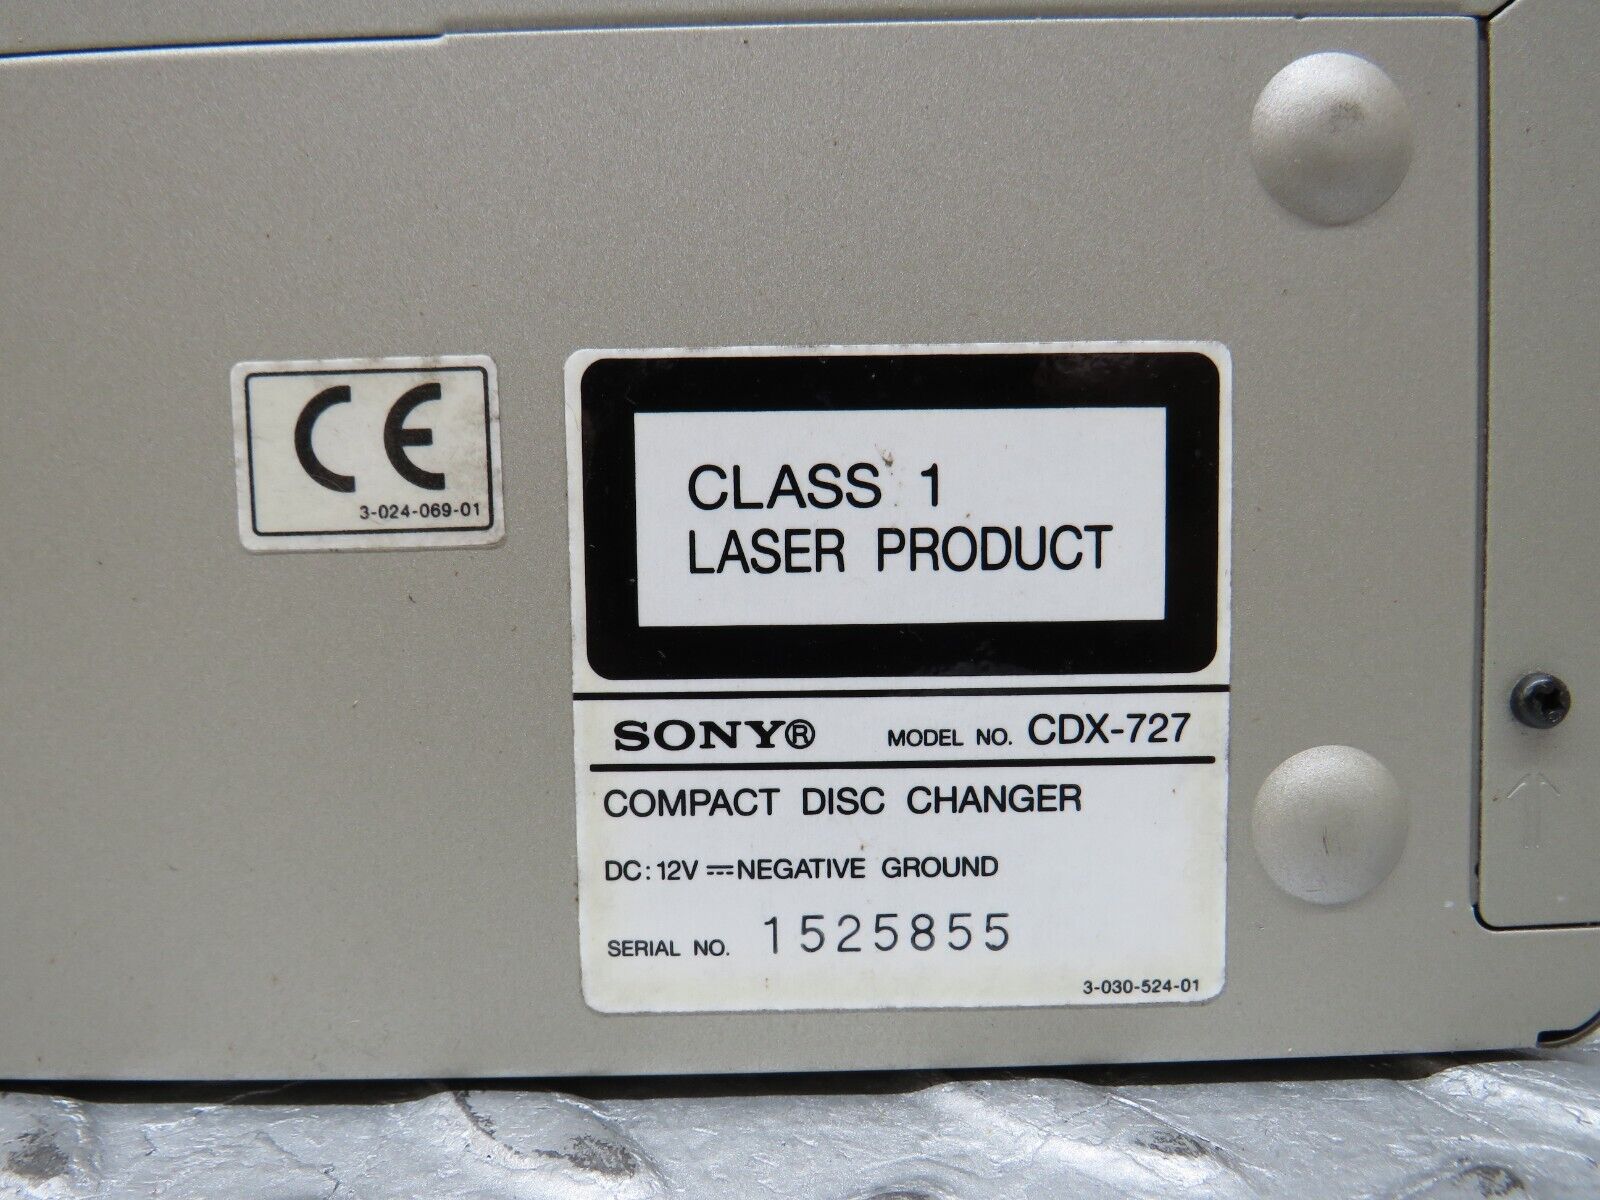 CE
3-024-069-01
CLASS 1
LASER PRODUCT
SONY® MODEL NO. CDX-727
COMPACT DISC CHANGER
DC: 12V ⎓ NEGATIVE GROUND
SERIAL NO. 1525855
3-030-524-01